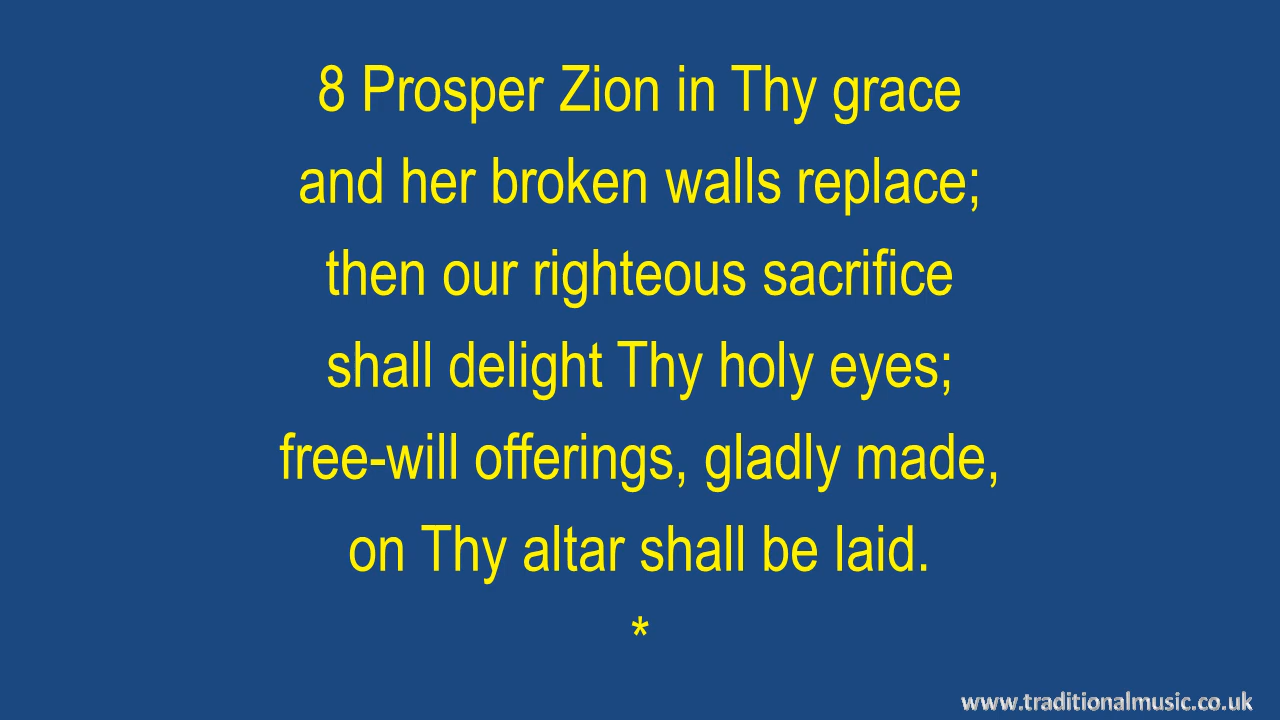 8 Prosper Zion in Thy grace
and her broken walls replace;
then our righteous sacrifice
shall delight Thy holy eyes;
free-will offerings, gladly made,
on Thy altar shall be laid.
*
www.traditionalmusic.co.uk